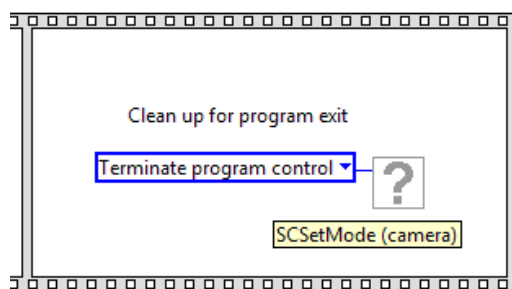 Clean up for program exit
Terminate program control
?
SCSetMode (camera)